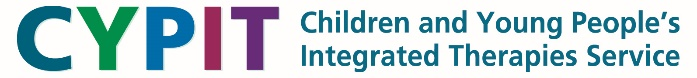 CYPIT
Children and Young People's
Integrated Therapies Service